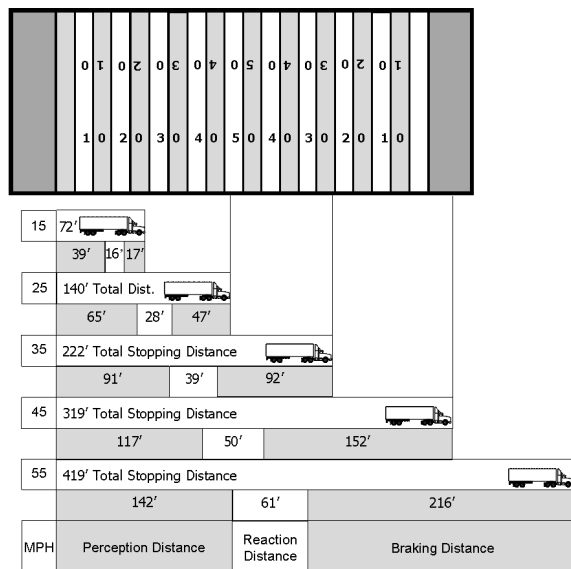 1 0 2 0 3 0 4 0 5 0 4 0 3 0 2 0 1 0
1 0 2 0 3 0 4 0 5 0 4 0 3 0 2 0 1 0
15 72'
39' 16' 17'
25 140' Total Dist.
65' 28' 47'
35 222' Total Stopping Distance
91' 39' 92'
45 319' Total Stopping Distance
117' 50' 152'
55 419' Total Stopping Distance
142' 61' 216'
MPH Perception Distance Reaction Distance Braking Distance